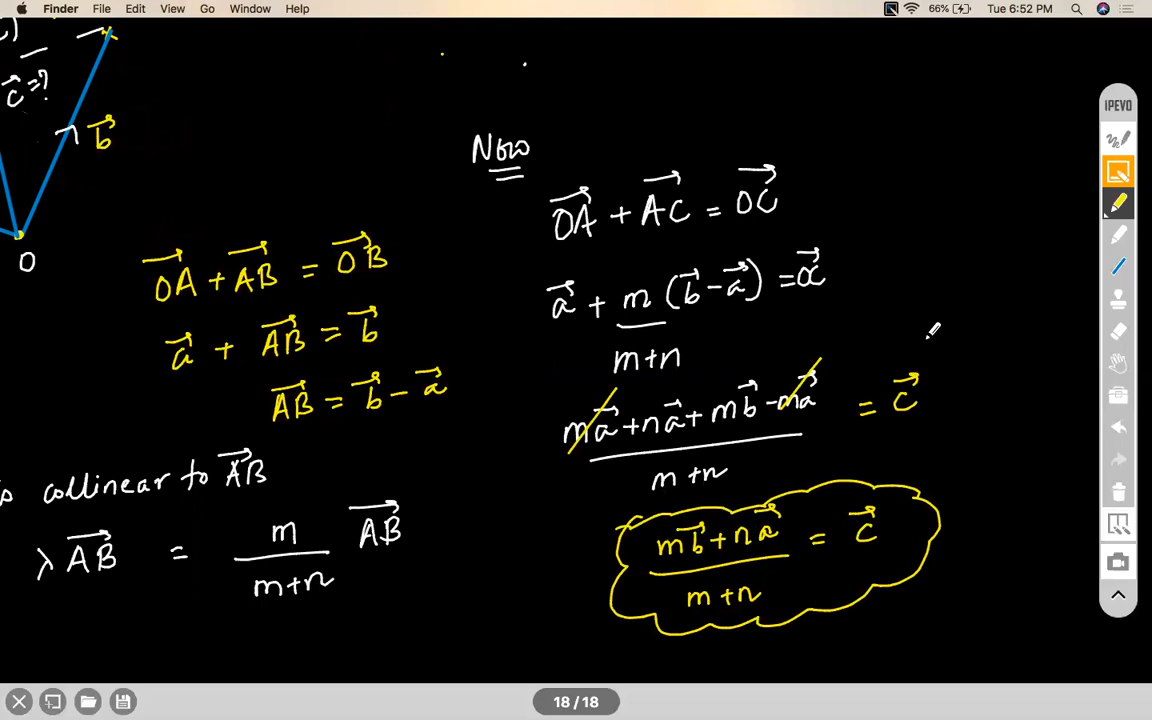 Finder File Edit View Go Window Help 66% Tue 6:52 PM
c⃗ =?
b⃗
O
OA⃗ + AB⃗ = OB⃗
a⃗ + AB⃗ = b⃗
AB⃗ = b⃗ - a⃗
collinear to AB⃗
λ AB⃗ = m/(m+n) AB⃗
Now
OA⃗ + AC⃗ = OC⃗
a⃗ + m/(m+n) (b⃗ - a⃗) =
(ma⃗ + na⃗ + mb⃗ - ma⃗)/(m+n) = c⃗
(mb⃗ + na⃗)/(m+n) = c⃗
IPEVO
18 / 18